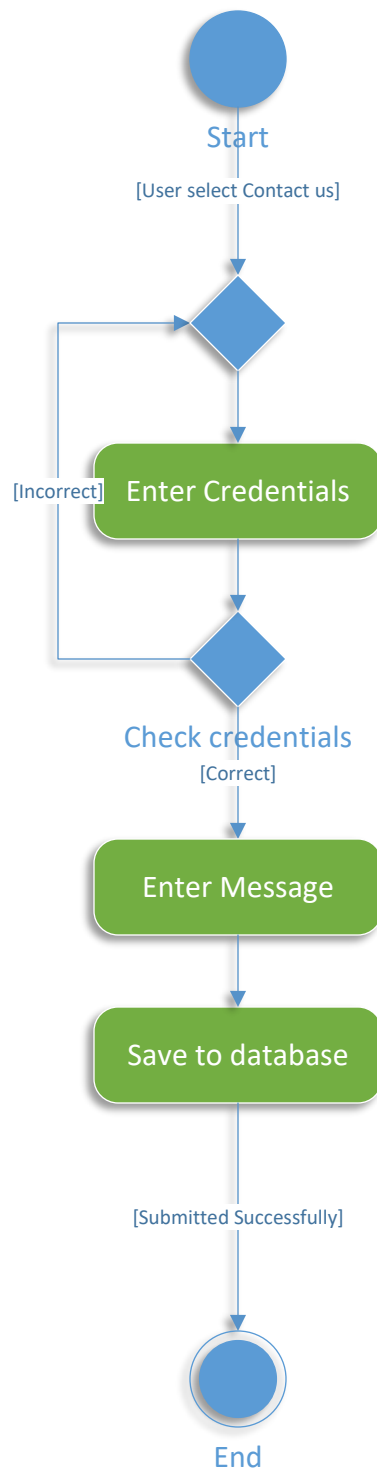 Start
[User select Contact us]
[Incorrect]
Enter Credentials
Check credentials
[Correct]
Enter Message
Save to database
[Submitted Successfully]
End